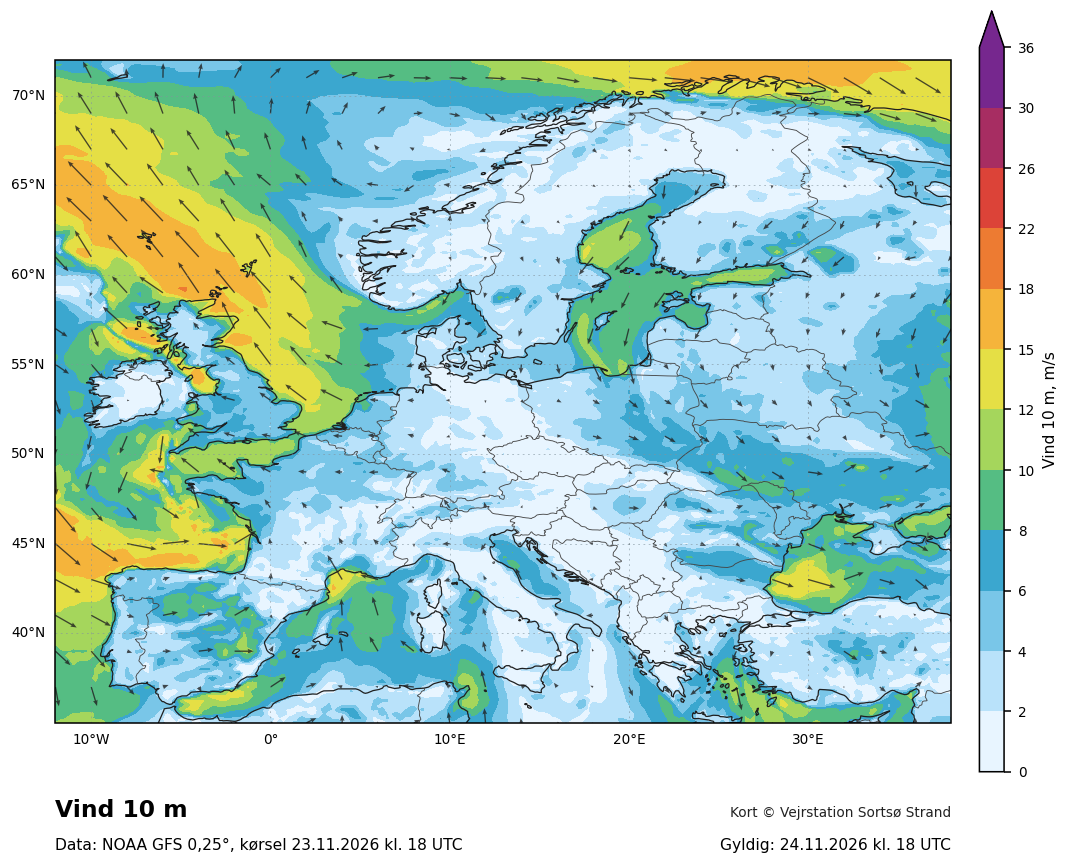 70°N
65°N
60°N
55°N
50°N
45°N
40°N
10°W
0°
10°E
20°E
30°E
36
30
26
22
18
15
12
10
8
6
4
2
0
Vind 10 m, m/s
Vind 10 m
Kort © Vejrstation Sortsø Strand
Data: NOAA GFS 0,25°, kørsel 23.11.2026 kl. 18 UTC
Gyldig: 24.11.2026 kl. 18 UTC